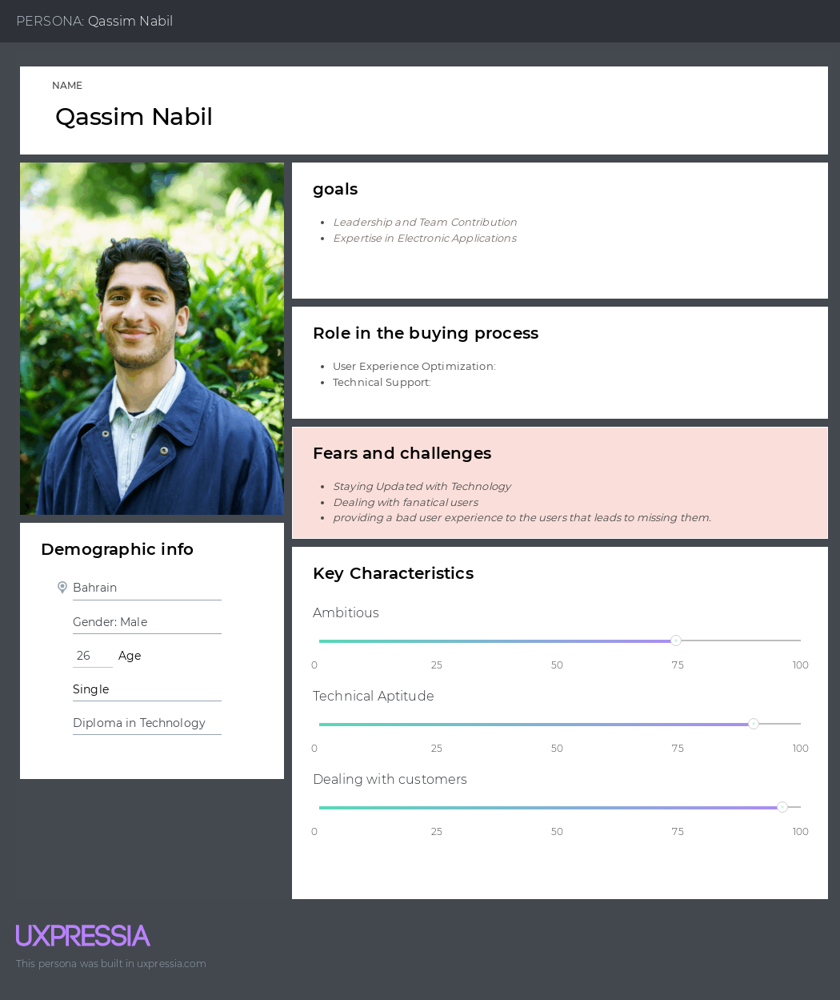 PERSONA: Qassim Nabil
NAME
Qassim Nabil
goals
Leadership and Team Contribution
Expertise in Electronic Applications
Role in the buying process
User Experience Optimization:
Technical Support:
Fears and challenges
Staying Updated with Technology
Dealing with fanatical users
providing a bad user experience to the users that leads to missing them.
Demographic info
Bahrain
Gender: Male
26 Age
Single
Diploma in Technology
Key Characteristics
Ambitious
0 25 50 75 100
Technical Aptitude
0 25 50 75 100
Dealing with customers
0 25 50 75 100
UXPRESSIA
This persona was built in uxpressia.com